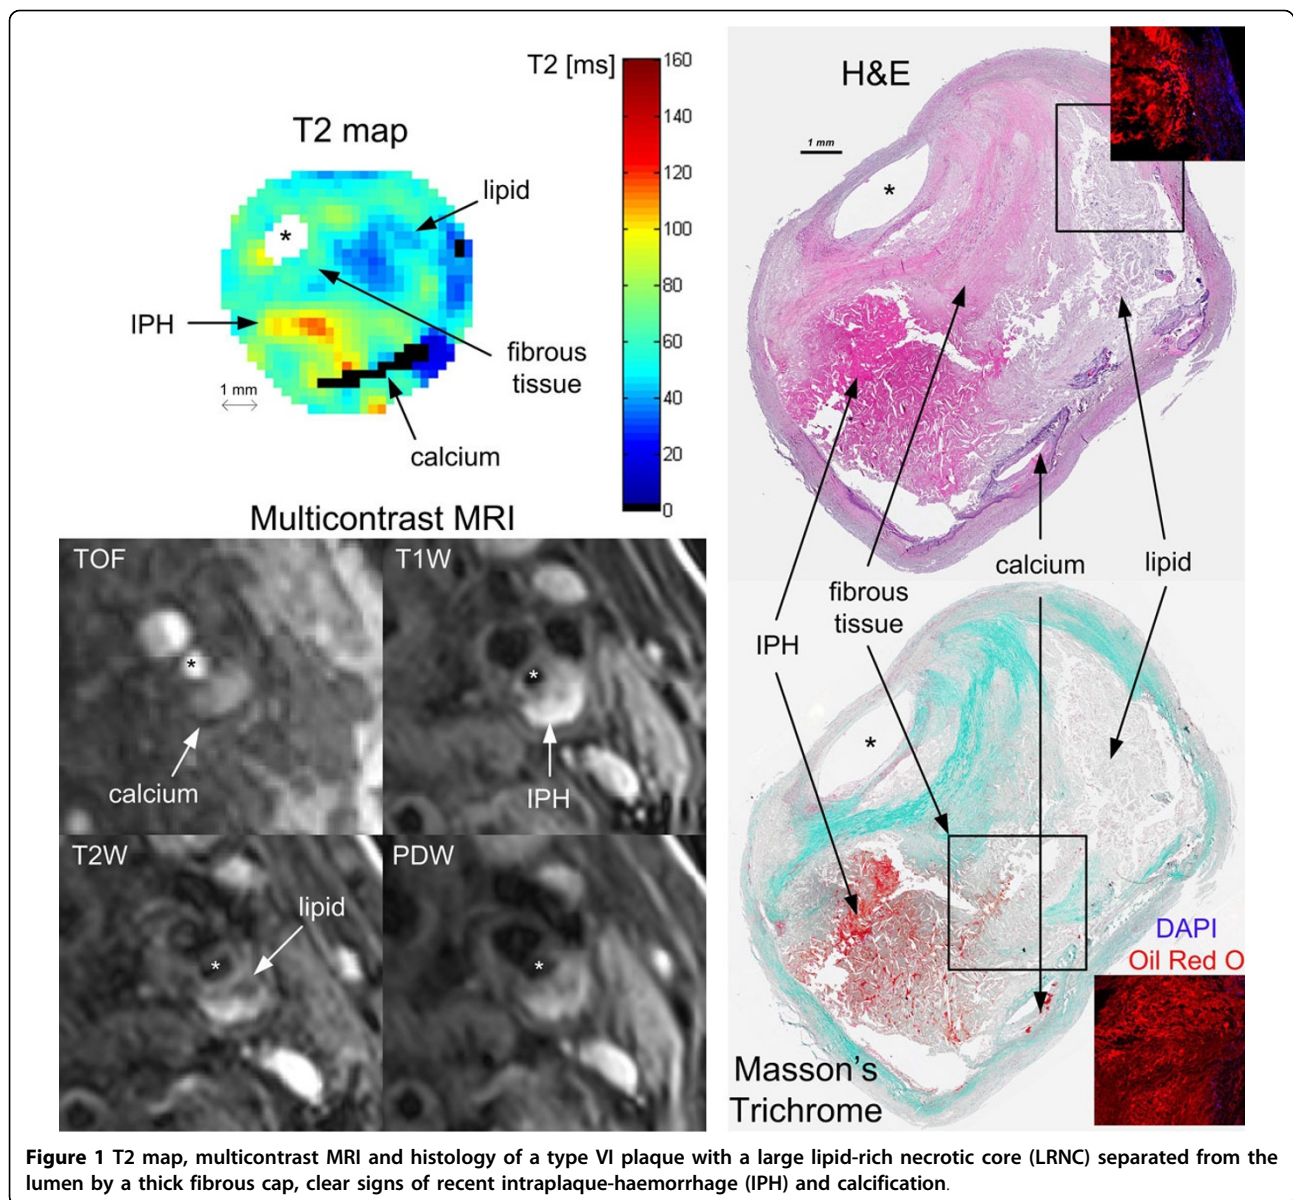 T2 [ms]
160
140
120
100
80
60
40
20
0
T2 map
lipid
*
IPH
fibrous
tissue
1 mm
calcium
Multicontrast MRI
TOF
*
calcium
T1W
*
IPH
T2W
lipid
*
PDW
*
H&E
1 mm
*
calcium
lipid
fibrous
tissue
IPH
*
DAPI
Oil Red O
Masson's
Trichrome
Figure 1 T2 map, multicontrast MRI and histology of a type VI plaque with a large lipid-rich necrotic core (LRNC) separated from the
lumen by a thick fibrous cap, clear signs of recent intraplaque-haemorrhage (IPH) and calcification.